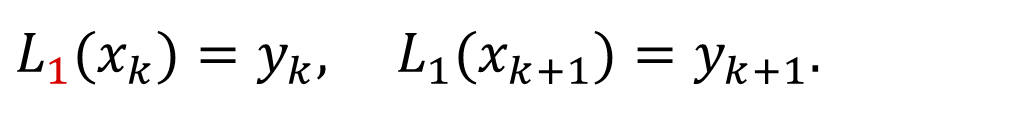 L₁(xₖ) = yₖ, L₁(xₖ₊₁) = yₖ₊₁.